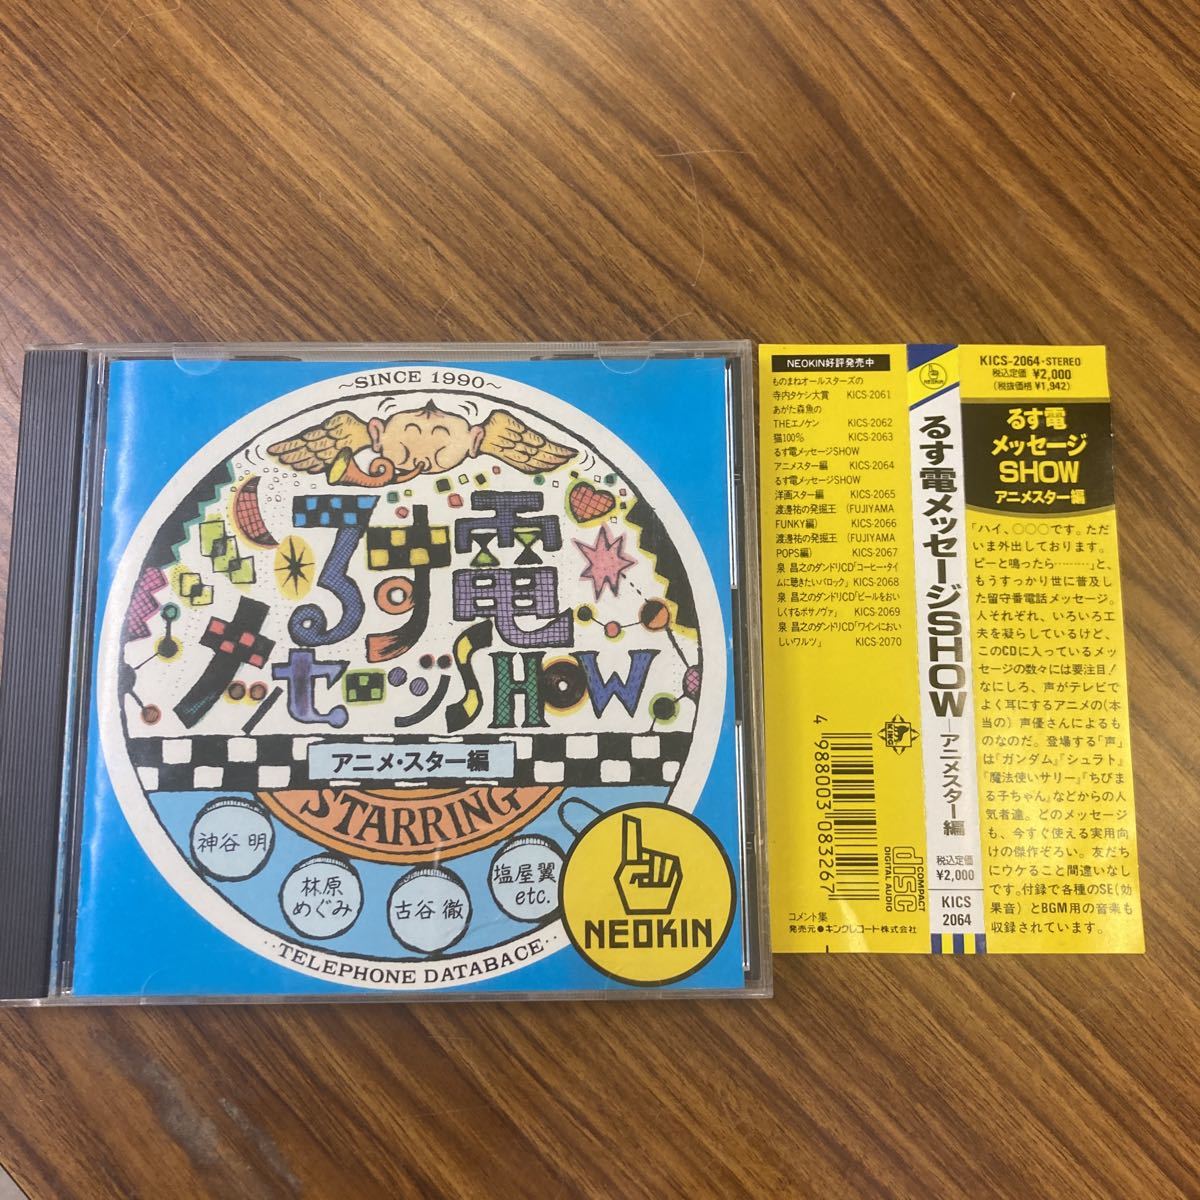 ~SINCE 1990~
るす電
メッセージSHOW
アニメ・スター編
STARRING
神谷 明
林原
めぐみ
古谷 徹
塩屋翼
etc.
NEOKIN
‥TELEPHONE DATABACE‥
NEOKIN好評発売中
ものまねオールスターズの
寺内タケシ大賞 KICS-2061
あがた森魚の
THEエノケン KICS-2062
猫100% KICS-2063
るす電メッセージSHOW
アニメスター編 KICS-2064
るす電メッセージSHOW
洋画スター編 KICS-2065
渡邊祐の発掘王(FUJIYAMA
FUNKY編) KICS-2066
渡邊祐の発掘王(FUJIYAMA
POPS編) KICS-2067
泉 昌之のダンドリCD「コーヒー・タイ
ムに聴きたいバロック」KICS-2068
泉 昌之のダンドリCD「ビールをおい
しくするボサノヴァ」 KICS-2069
泉 昌之のダンドリCD「ワインにおい
しいワルツ」 KICS-2070
KING
4 988003 083267
COMPACT
disc
DIGITAL AUDIO
コメント集
発売元●キングレコード株式会社
NEOKIN
るす電メッセージSHOW―アニメスター編
税込定価
¥2,000
KICS
2064
KICS-2064・STEREO
税込定価 ¥2,000
(税抜価格 ¥1,942)
るす電
メッセージ
SHOW
アニメスター編
「ハイ、○○○です。ただ
いま外出しております。
ピーと鳴ったら………」と、
もうすっかり世に普及し
た留守番電話メッセージ。
人それぞれ、いろいろ工
夫を凝らしているけど、
このCDに入っているメッ
セージの数々には要注目!
なにしろ、声がテレビで
よく耳にするアニメの(本
当の)声優さんによるも
のなのだ。登場する「声」
は『ガンダム』『シュラト』
『魔法使いサリー』『ちびま
る子ちゃん』などからの人
気者達。どのメッセージ
も、今すぐ使える実用向
けの傑作ぞろい。友だち
にウケること間違いなし
です。付録で各種のSE(効
果音)とBGM用の音楽も
収録されています。